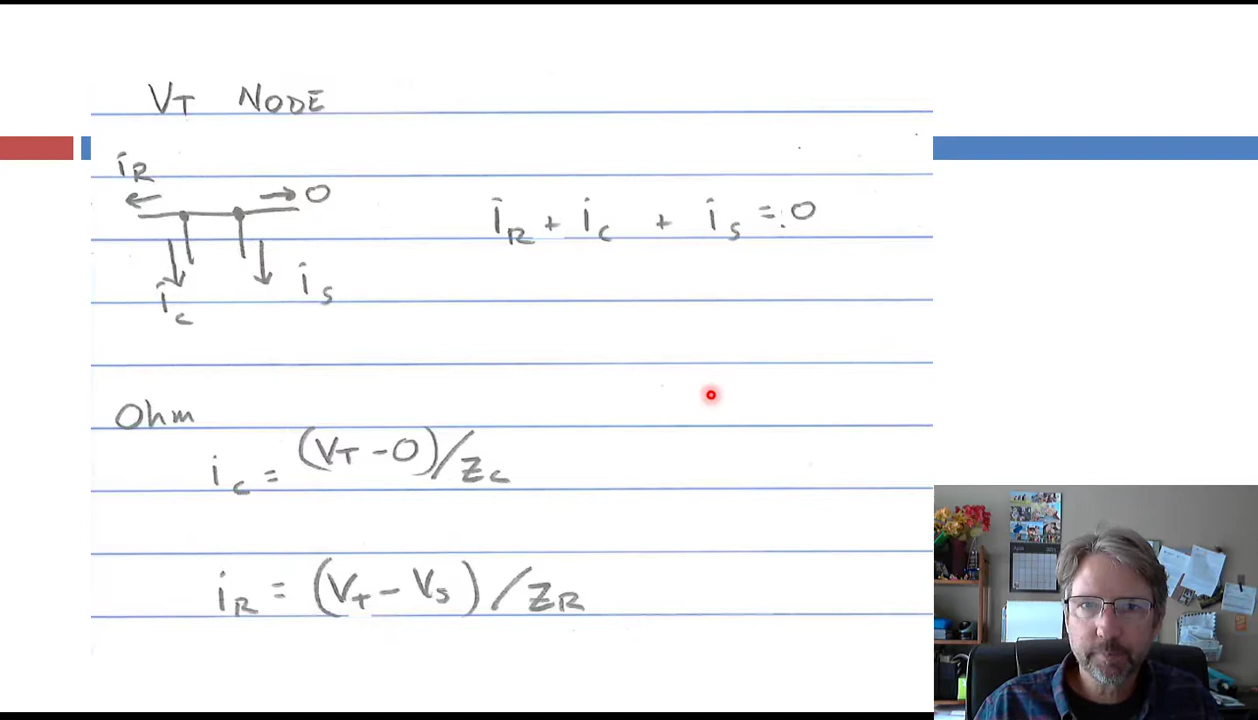 VT NODE
iR
→ 0
iR + iC + iS = 0
iC
iS
Ohm
iC = (VT - 0)/ZC
iR = (VT - VS)/ZR